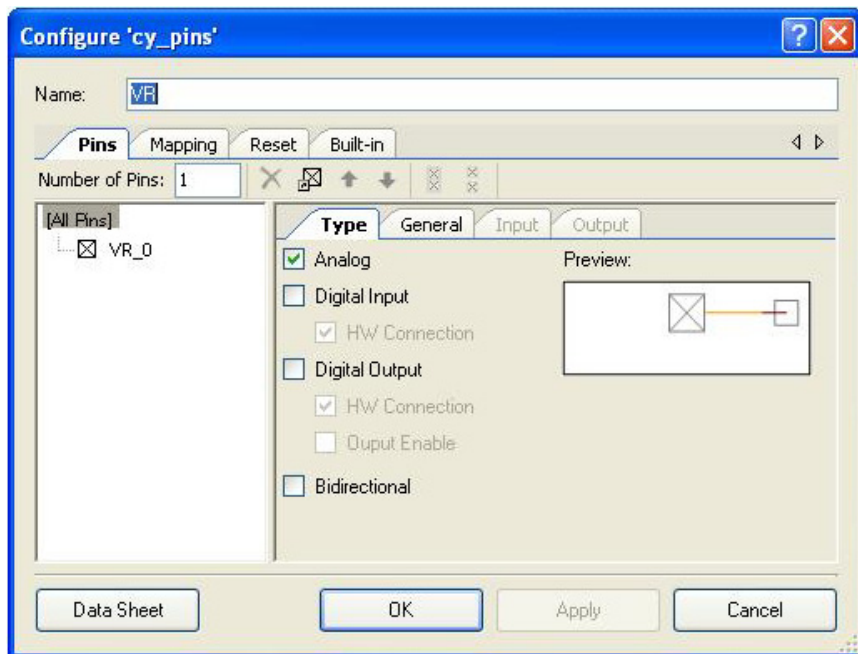 Configure 'cy_pins'
Name: VR
Pins Mapping Reset Built-in
Number of Pins: 1
[All Pins]
VR_0
Type General Input Output
Analog
Preview:
Digital Input
HW Connection
Digital Output
HW Connection
Ouput Enable
Bidirectional
Data Sheet OK Apply Cancel